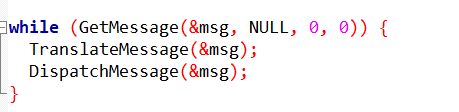 while (GetMessage(&msg, NULL, 0, 0)) {
  TranslateMessage(&msg);
  DispatchMessage(&msg);
}